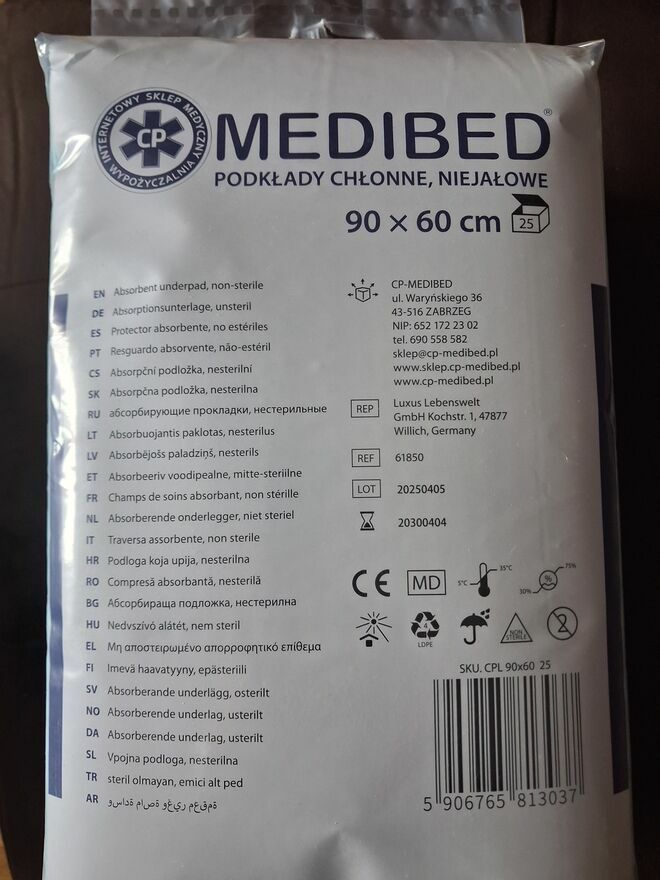 INTERNETOWY SKLEP MEDYCZNY I WYPOŻYCZALNIA
CP
MEDIBED®
PODKŁADY CHŁONNE, NIEJAŁOWE
90 × 60 cm 25
EN Absorbent underpad, non-sterile
DE Absorptionsunterlage, unsteril
ES Protector absorbente, no estériles
PT Resguardo absorvente, não-estéril
CS Absorpční podložka, nesterilní
SK Absorpčna podložka, nesterilna
RU абсорбирующие прокладки, нестерильные
LT Absorbuojantis paklotas, nesterilus
LV Absorbējošs paladziņš, nesterils
ET Absorbeeriv voodipealne, mitte-steriilne
FR Champs de soins absorbant, non stérille
NL Absorberende onderlegger, niet steriel
IT Traversa assorbente, non sterile
HR Podloga koja upija, nesterilna
RO Compresă absorbantă, nesterilă
BG Абсорбираща подложка, нестерилна
HU Nedvszívó alátét, nem steril
EL Μη αποστειρωμένο απορροφητικό επίθεμα
FI Imevä haavatyyny, epästeriili
SV Absorberande underlägg, osterilt
NO Absorberende underlag, usterilt
DA Absorberende underlag, usterilt
SL Vpojna podloga, nesterilna
TR steril olmayan, emici alt ped
AR ةمقعم ريغو ةصام ةداسو
CP-MEDIBED
ul. Waryńskiego 36
43-516 ZABRZEG
NIP: 652 172 23 02
tel. 690 558 582
sklep@cp-medibed.pl
www.sklep.cp-medibed.pl
www.cp-medibed.pl
REP Luxus Lebenswelt
GmbH Kochstr. 1, 47877
Willich, Germany
REF 61850
LOT 20250405
20300404
CE MD 5°C 35°C 30% % 75%
4 LDPE NON STERILE 2
SKU. CPL 90x60 25
5 906765 813037